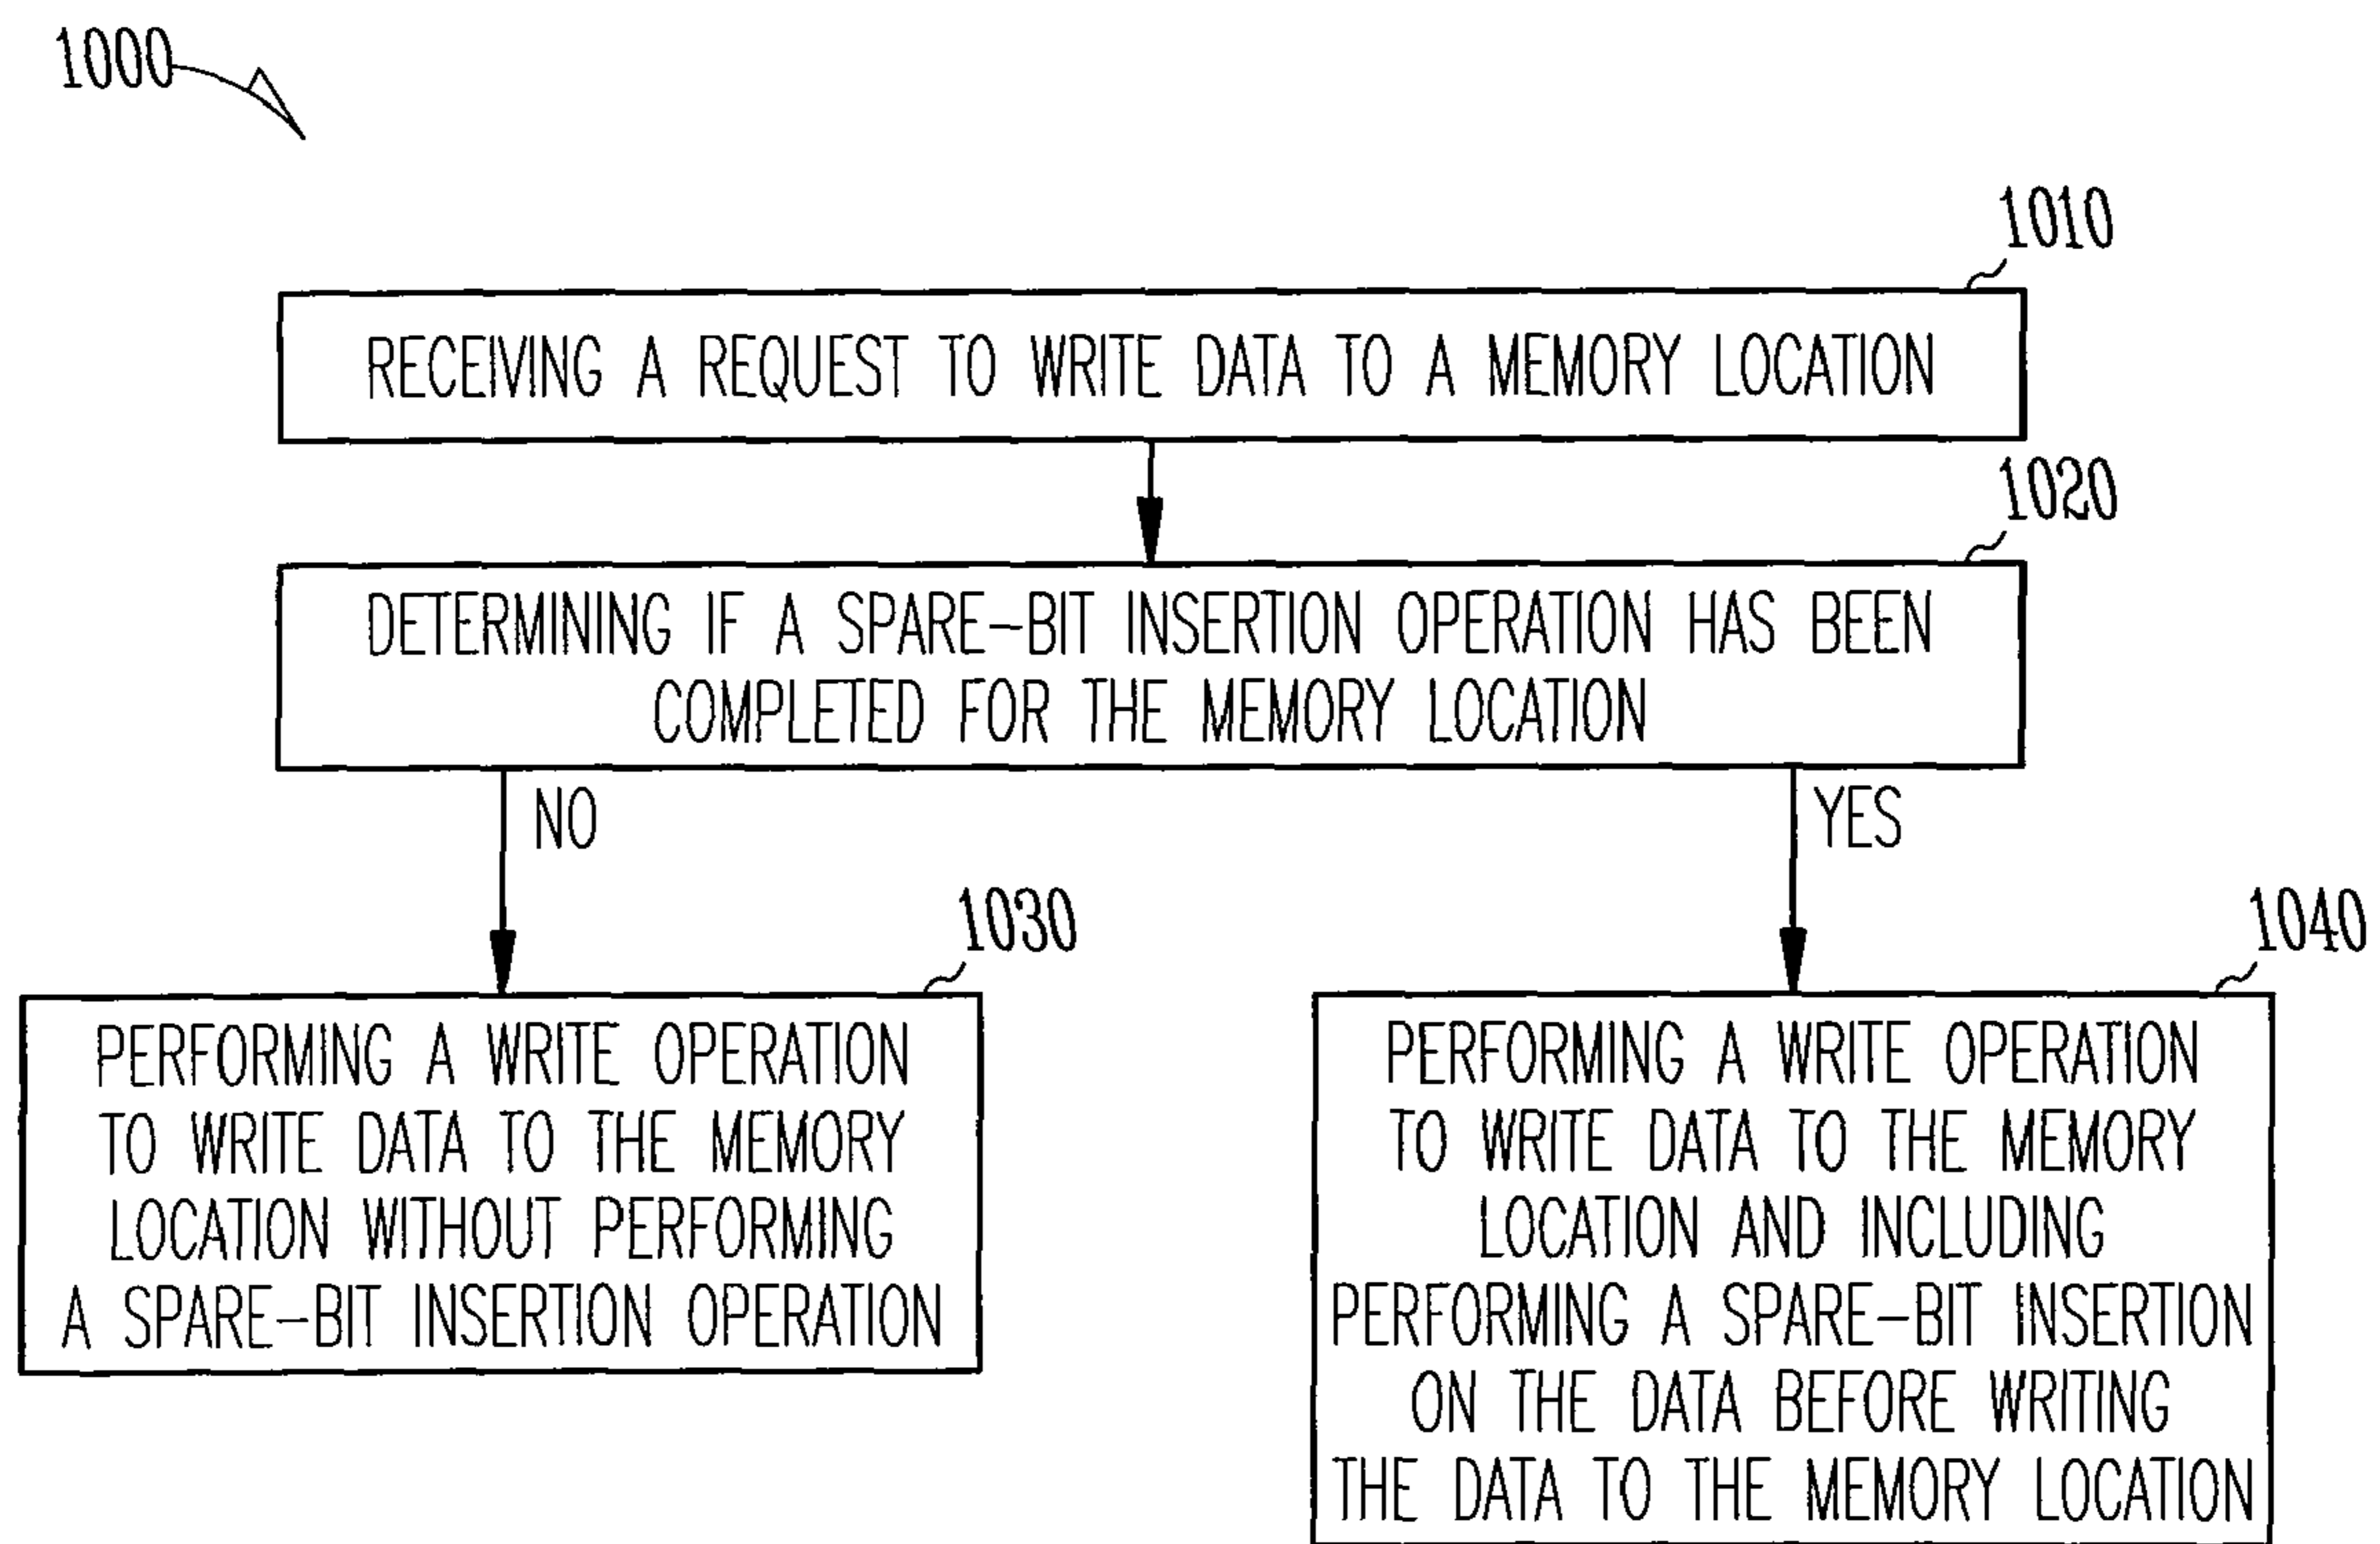 1000
1010
RECEIVING A REQUEST TO WRITE DATA TO A MEMORY LOCATION
1020
DETERMINING IF A SPARE-BIT INSERTION OPERATION HAS BEEN
COMPLETED FOR THE MEMORY LOCATION
NO
YES
1030
PERFORMING A WRITE OPERATION
TO WRITE DATA TO THE MEMORY
LOCATION WITHOUT PERFORMING
A SPARE-BIT INSERTION OPERATION
1040
PERFORMING A WRITE OPERATION
TO WRITE DATA TO THE MEMORY
LOCATION AND INCLUDING
PERFORMING A SPARE-BIT INSERTION
ON THE DATA BEFORE WRITING
THE DATA TO THE MEMORY LOCATION